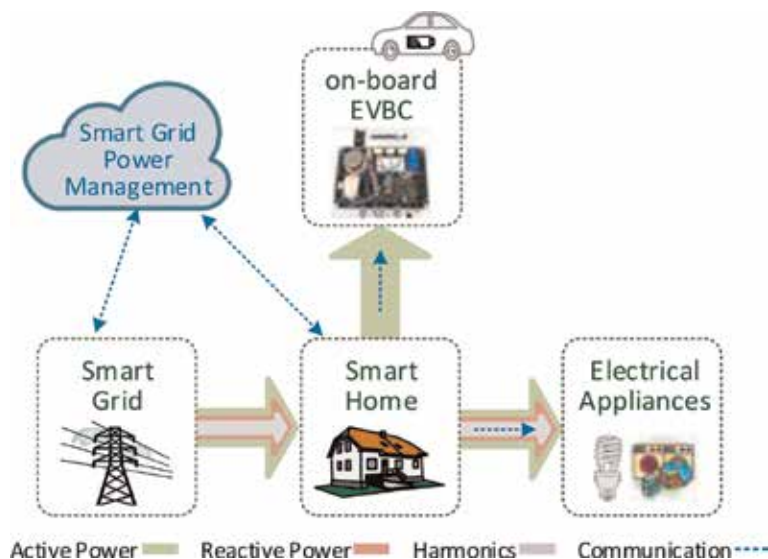 on-board
EVBC
Smart Grid
Power
Management
Smart
Grid
Smart
Home
Electrical
Appliances
Active Power
Reactive Power
Harmonics
Communication